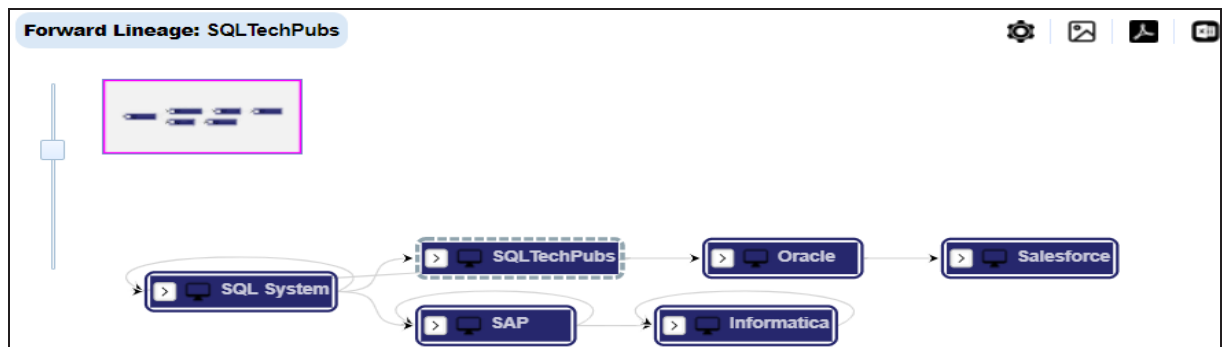 Forward Lineage: SQLTechPubs
SQLTechPubs
Oracle
Salesforce
SQL System
SAP
Informatica